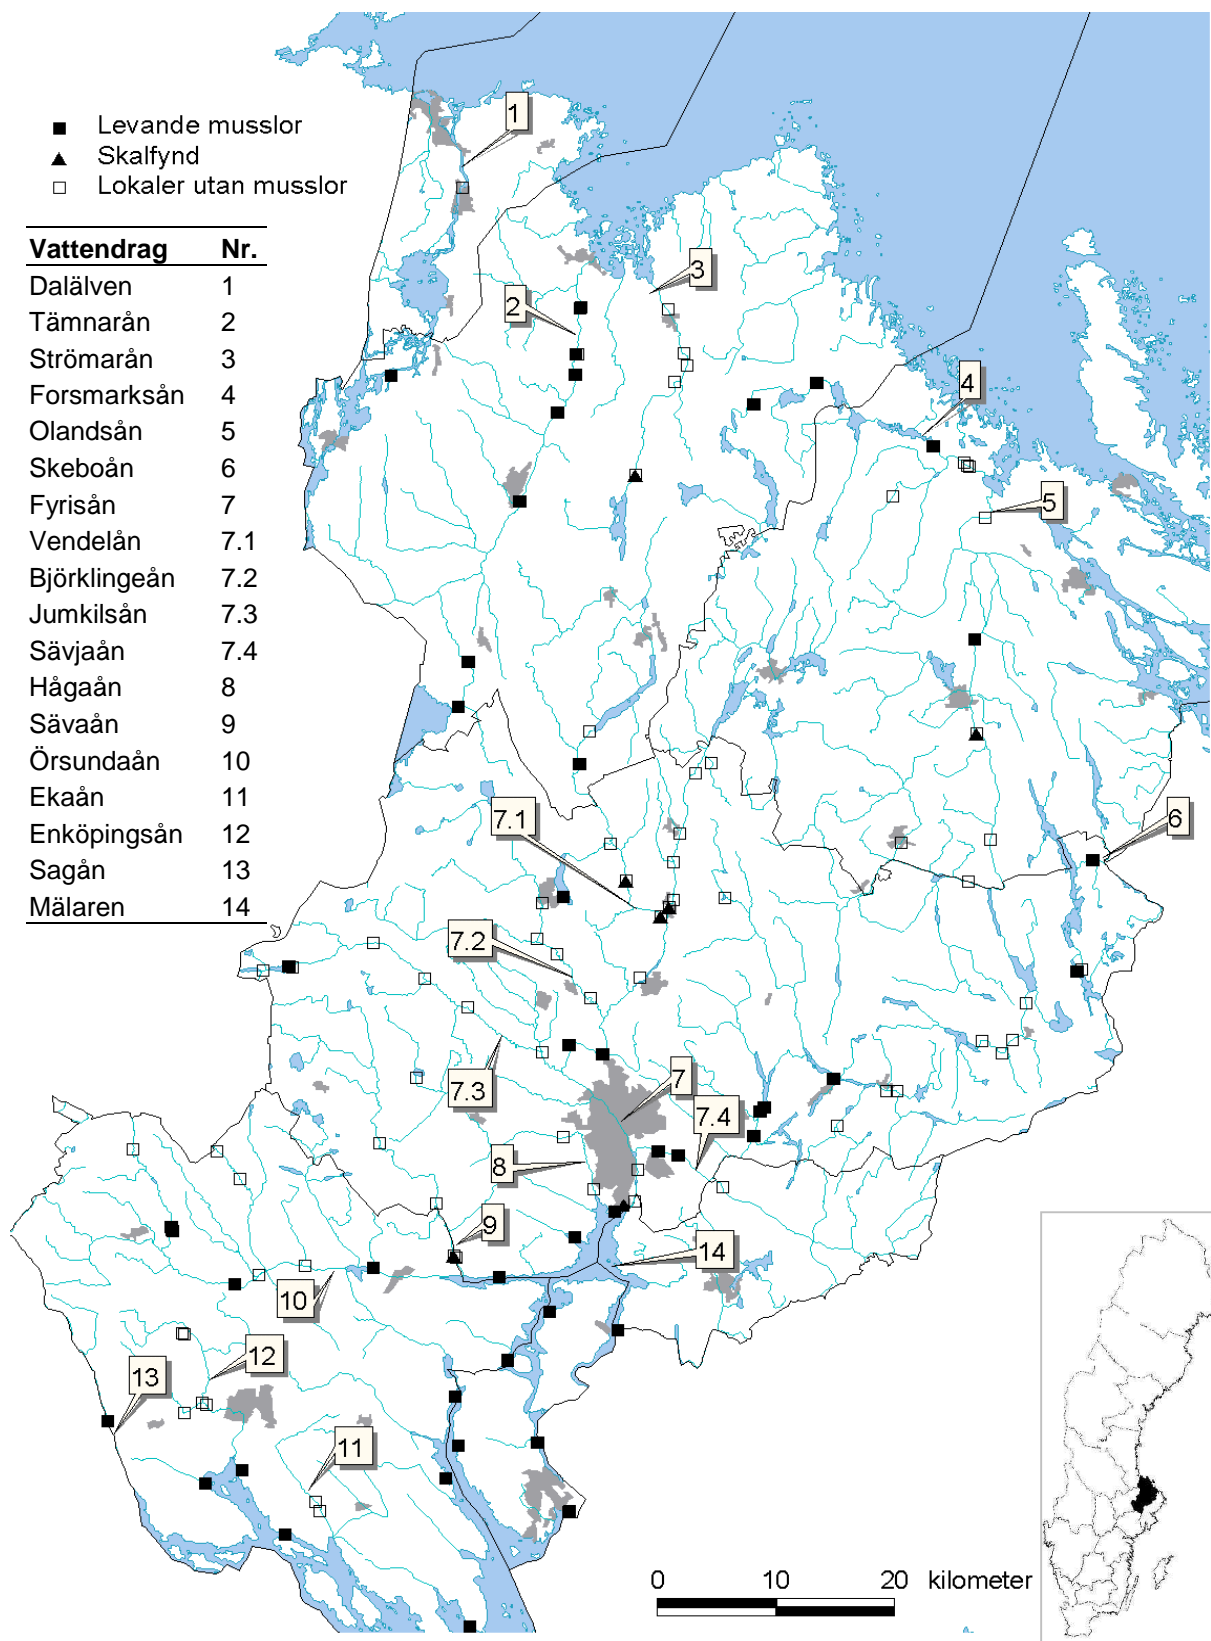 Levande musslor
Skalfynd
Lokaler utan musslor
Vattendrag Nr.
Dalälven 1
Tämnarån 2
Strömarån 3
Forsmarksån 4
Olandsån 5
Skeboån 6
Fyrisån 7
Vendelån 7.1
Björklingeån 7.2
Jumkilsån 7.3
Sävjaån 7.4
Hågaån 8
Sävaån 9
Örsundaån 10
Ekaån 11
Enköpingsån 12
Sagån 13
Mälaren 14
1
3
2
4
5
7.1
6
7.2
7
7.3
7.4
8
9
14
10
12
13
11
0 10 20 kilometer